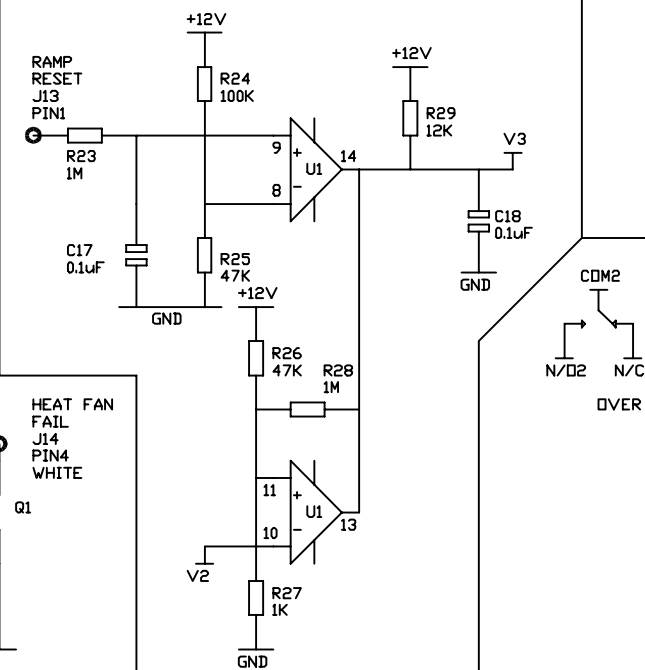 +12V
RAMP
RESET
J13
PIN1
R24
100K
+12V
R29
12K
R23
1M
9
+
U1
8
−
14
V3
C17
0.1uF
R25
47K
C18
0.1uF
GND
GND
+12V
COM2
N/O2
N/C
OVER
R26
47K
R28
1M
HEAT FAN
FAIL
J14
PIN4
WHITE
Q1
11
+
U1
10
−
13
V2
R27
1K
GND